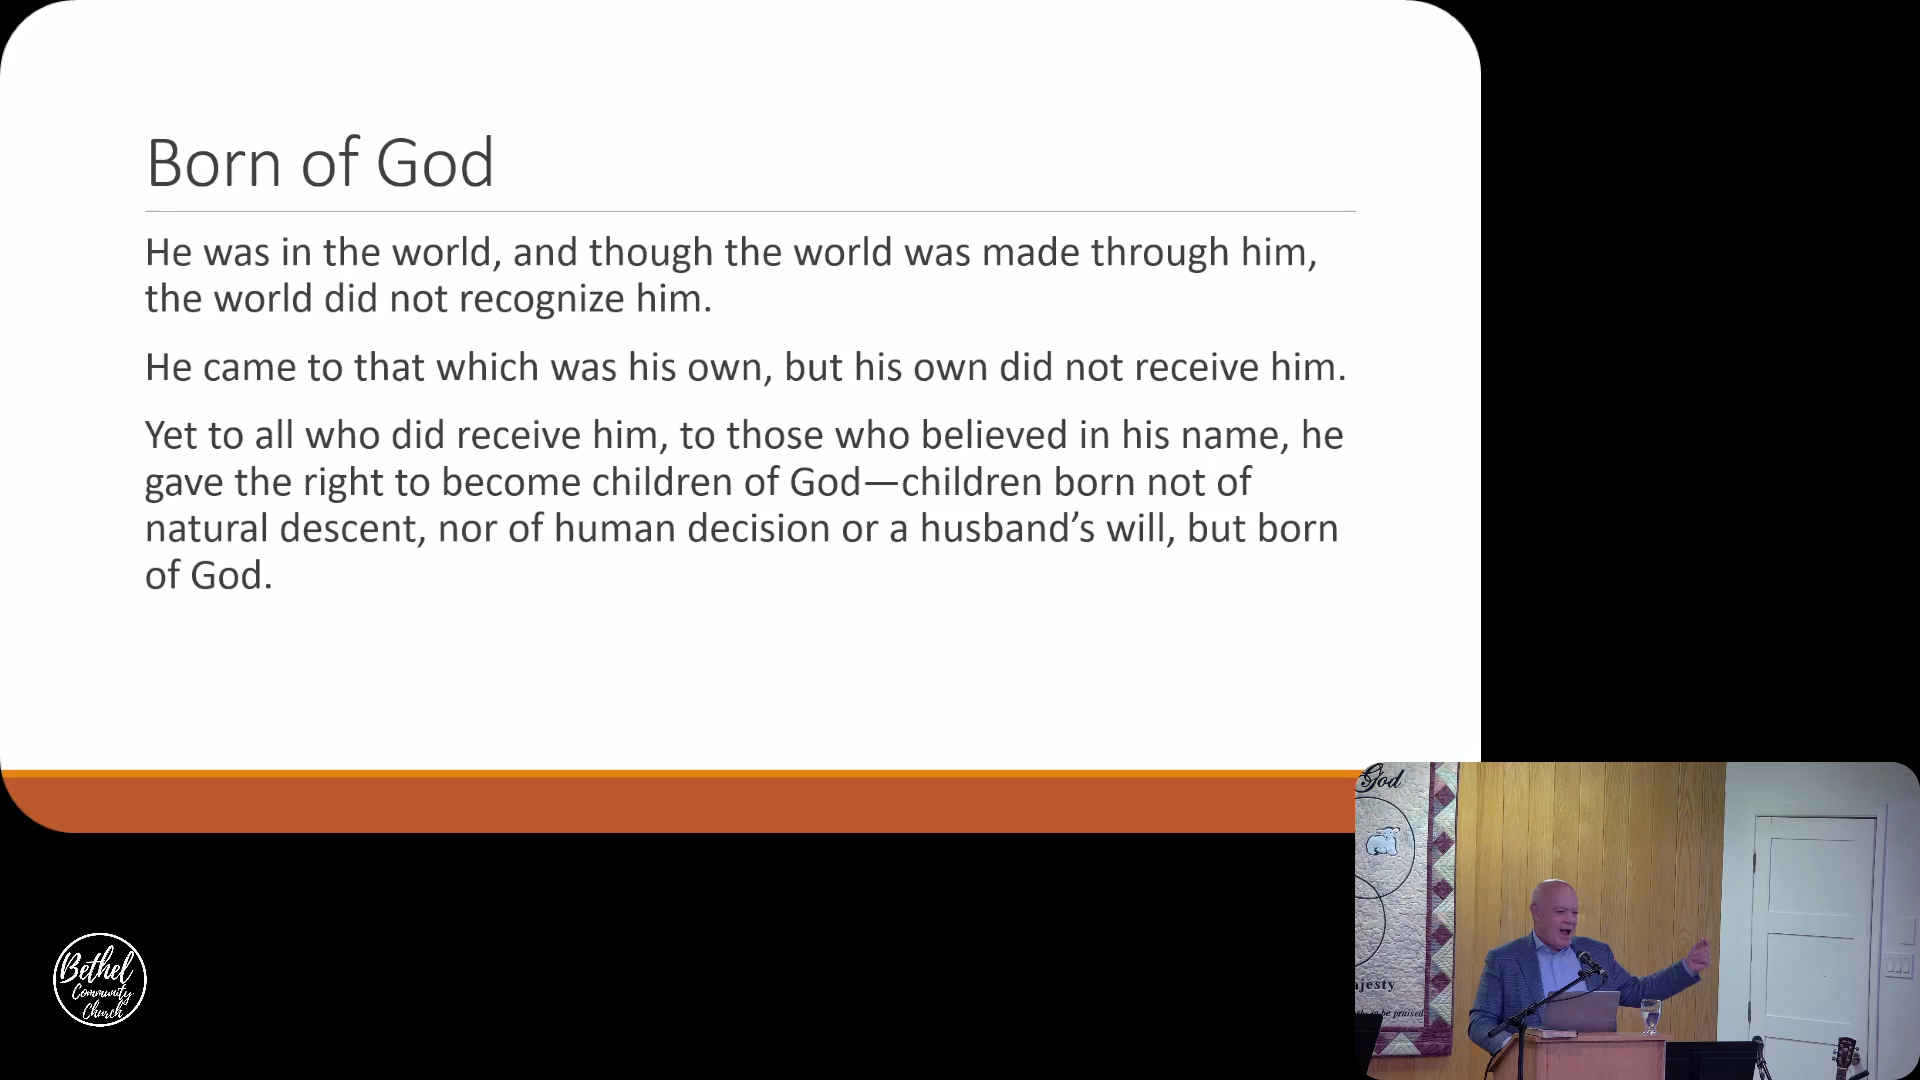 Born of God
He was in the world, and though the world was made through him,
the world did not recognize him.
He came to that which was his own, but his own did not receive him.
Yet to all who did receive him, to those who believed in his name, he
gave the right to become children of God—children born not of
natural descent, nor of human decision or a husband’s will, but born
of God.
God
ajesty
to be praised
Bethel
Community
Church